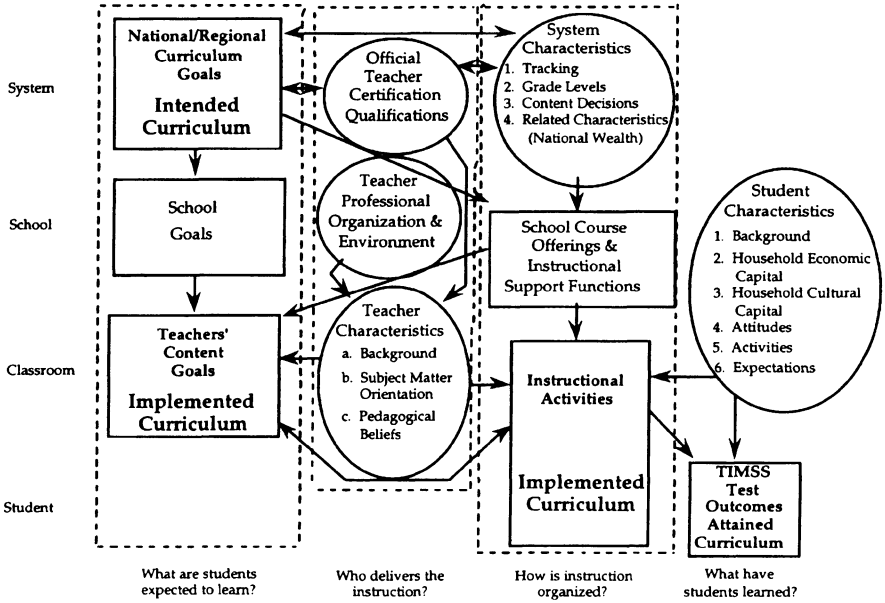 System
School
Classroom
Student
National/Regional
Curriculum
Goals
Intended
Curriculum
School
Goals
Teachers'
Content
Goals
Implemented
Curriculum
What are students
expected to learn?
Official
Teacher
Certification
Qualifications
Teacher
Professional
Organization &
Environment
Teacher
Characteristics
a. Background
b. Subject Matter
Orientation
c. Pedagogical
Beliefs
Who delivers the
instruction?
System
Characteristics
1. Tracking
2. Grade Levels
3. Content Decisions
4. Related Characteristics
(National Wealth)
School Course
Offerings &
Instructional
Support Functions
Instructional
Activities
Implemented
Curriculum
How is instruction
organized?
Student
Characteristics
1. Background
2. Household Economic
Capital
3. Household Cultural
Capital
4. Attitudes
5. Activities
6. Expectations
TIMSS
Test
Outcomes
Attained
Curriculum
What have
students learned?